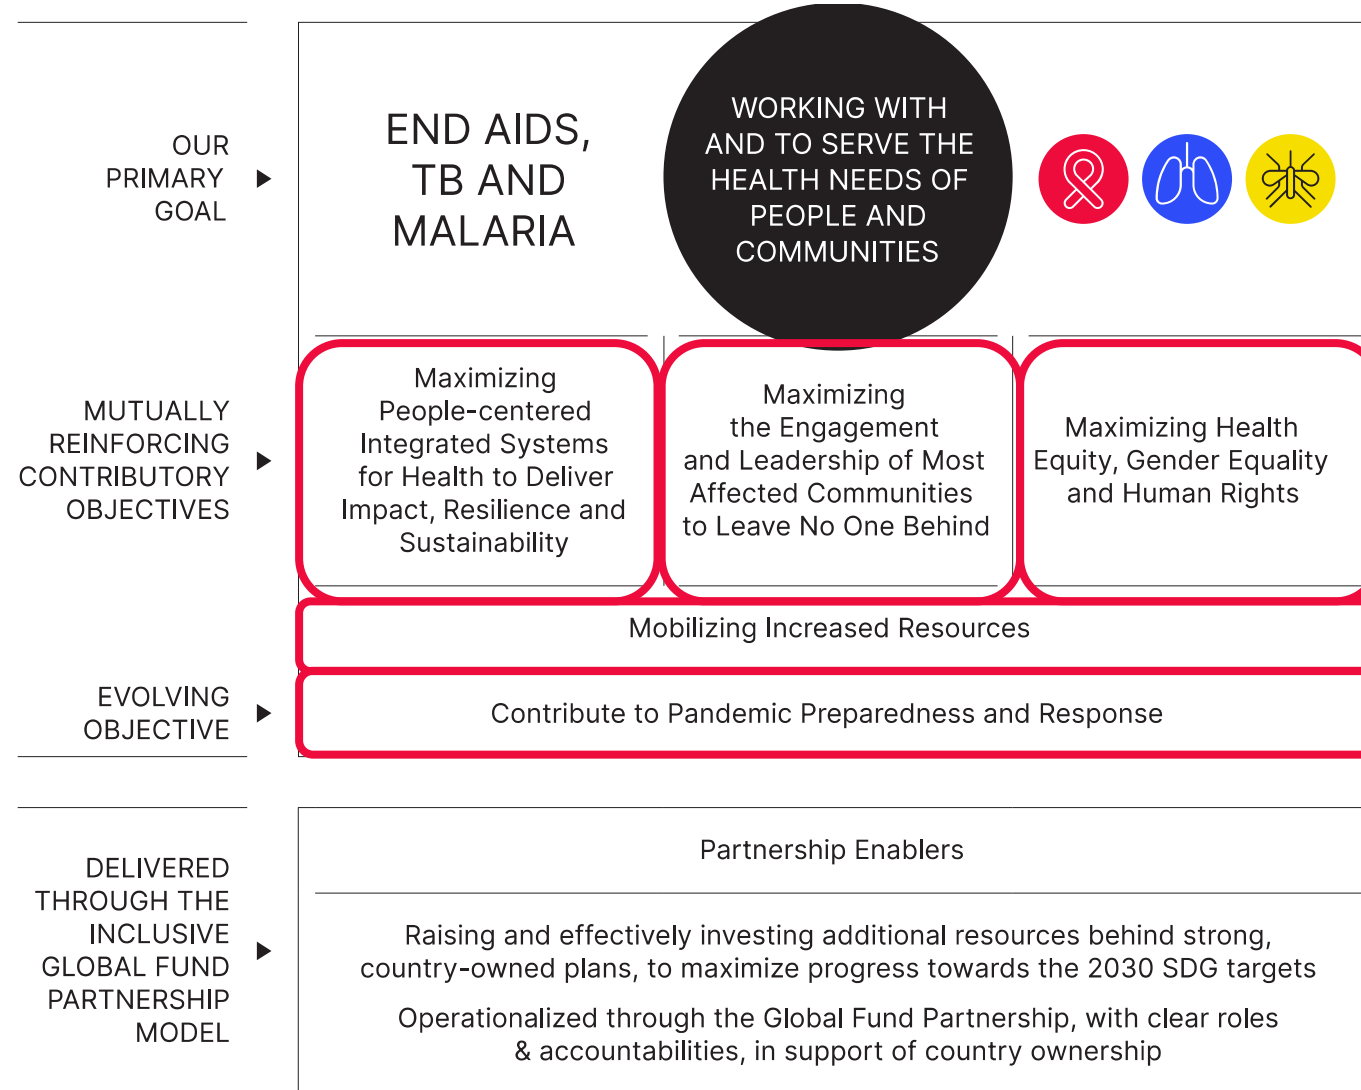 OUR
PRIMARY
GOAL
END AIDS,
TB AND
MALARIA
WORKING WITH
AND TO SERVE THE
HEALTH NEEDS OF
PEOPLE AND
COMMUNITIES
MUTUALLY
REINFORCING
CONTRIBUTORY
OBJECTIVES
Maximizing
People-centered
Integrated Systems
for Health to Deliver
Impact, Resilience and
Sustainability
Maximizing
the Engagement
and Leadership of Most
Affected Communities
to Leave No One Behind
Maximizing Health
Equity, Gender Equality
and Human Rights
Mobilizing Increased Resources
EVOLVING
OBJECTIVE
Contribute to Pandemic Preparedness and Response
DELIVERED
THROUGH THE
INCLUSIVE
GLOBAL FUND
PARTNERSHIP
MODEL
Partnership Enablers
Raising and effectively investing additional resources behind strong,
country-owned plans, to maximize progress towards the 2030 SDG targets
Operationalized through the Global Fund Partnership, with clear roles
& accountabilities, in support of country ownership